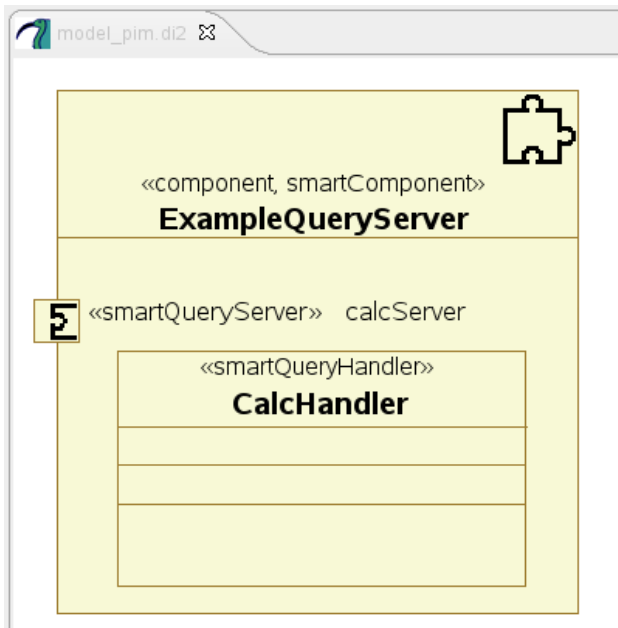 model_pim.di2
«component, smartComponent»
ExampleQueryServer
«smartQueryServer» calcServer
«smartQueryHandler»
CalcHandler